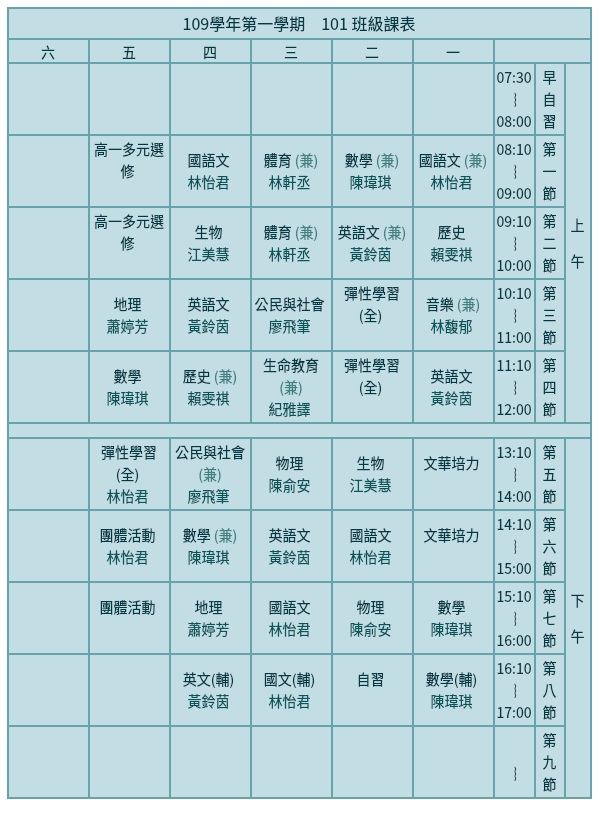 109學年第一學期 101 班級課表
六 五 四 三 二 一
07:30
｝
08:00
早
自
習
上
午
高一多元選
修
國語文
林怡君
體育 (兼)
林軒丞
數學 (兼)
陳瑋琪
國語文 (兼)
林怡君
08:10
｝
09:00
第
一
節
高一多元選
修
生物
江美慧
體育 (兼)
林軒丞
英語文 (兼)
黃鈴茵
歷史
賴雯祺
09:10
｝
10:00
第
二
節
地理
蕭婷芳
英語文
黃鈴茵
公民與社會
廖飛筆
彈性學習
(全)
音樂 (兼)
林馥郁
10:10
｝
11:00
第
三
節
數學
陳瑋琪
歷史 (兼)
賴雯祺
生命教育
(兼)
紀雅譯
彈性學習
(全)
英語文
黃鈴茵
11:10
｝
12:00
第
四
節
彈性學習
(全)
林怡君
公民與社會
(兼)
廖飛筆
物理
陳俞安
生物
江美慧
文華培力
13:10
｝
14:00
第
五
節
下
午
團體活動
林怡君
數學 (兼)
陳瑋琪
英語文
黃鈴茵
國語文
林怡君
文華培力
14:10
｝
15:00
第
六
節
團體活動
地理
蕭婷芳
國語文
林怡君
物理
陳俞安
數學
陳瑋琪
15:10
｝
16:00
第
七
節
英文(輔)
黃鈴茵
國文(輔)
林怡君
自習
數學(輔)
陳瑋琪
16:10
｝
17:00
第
八
節
｝
第
九
節